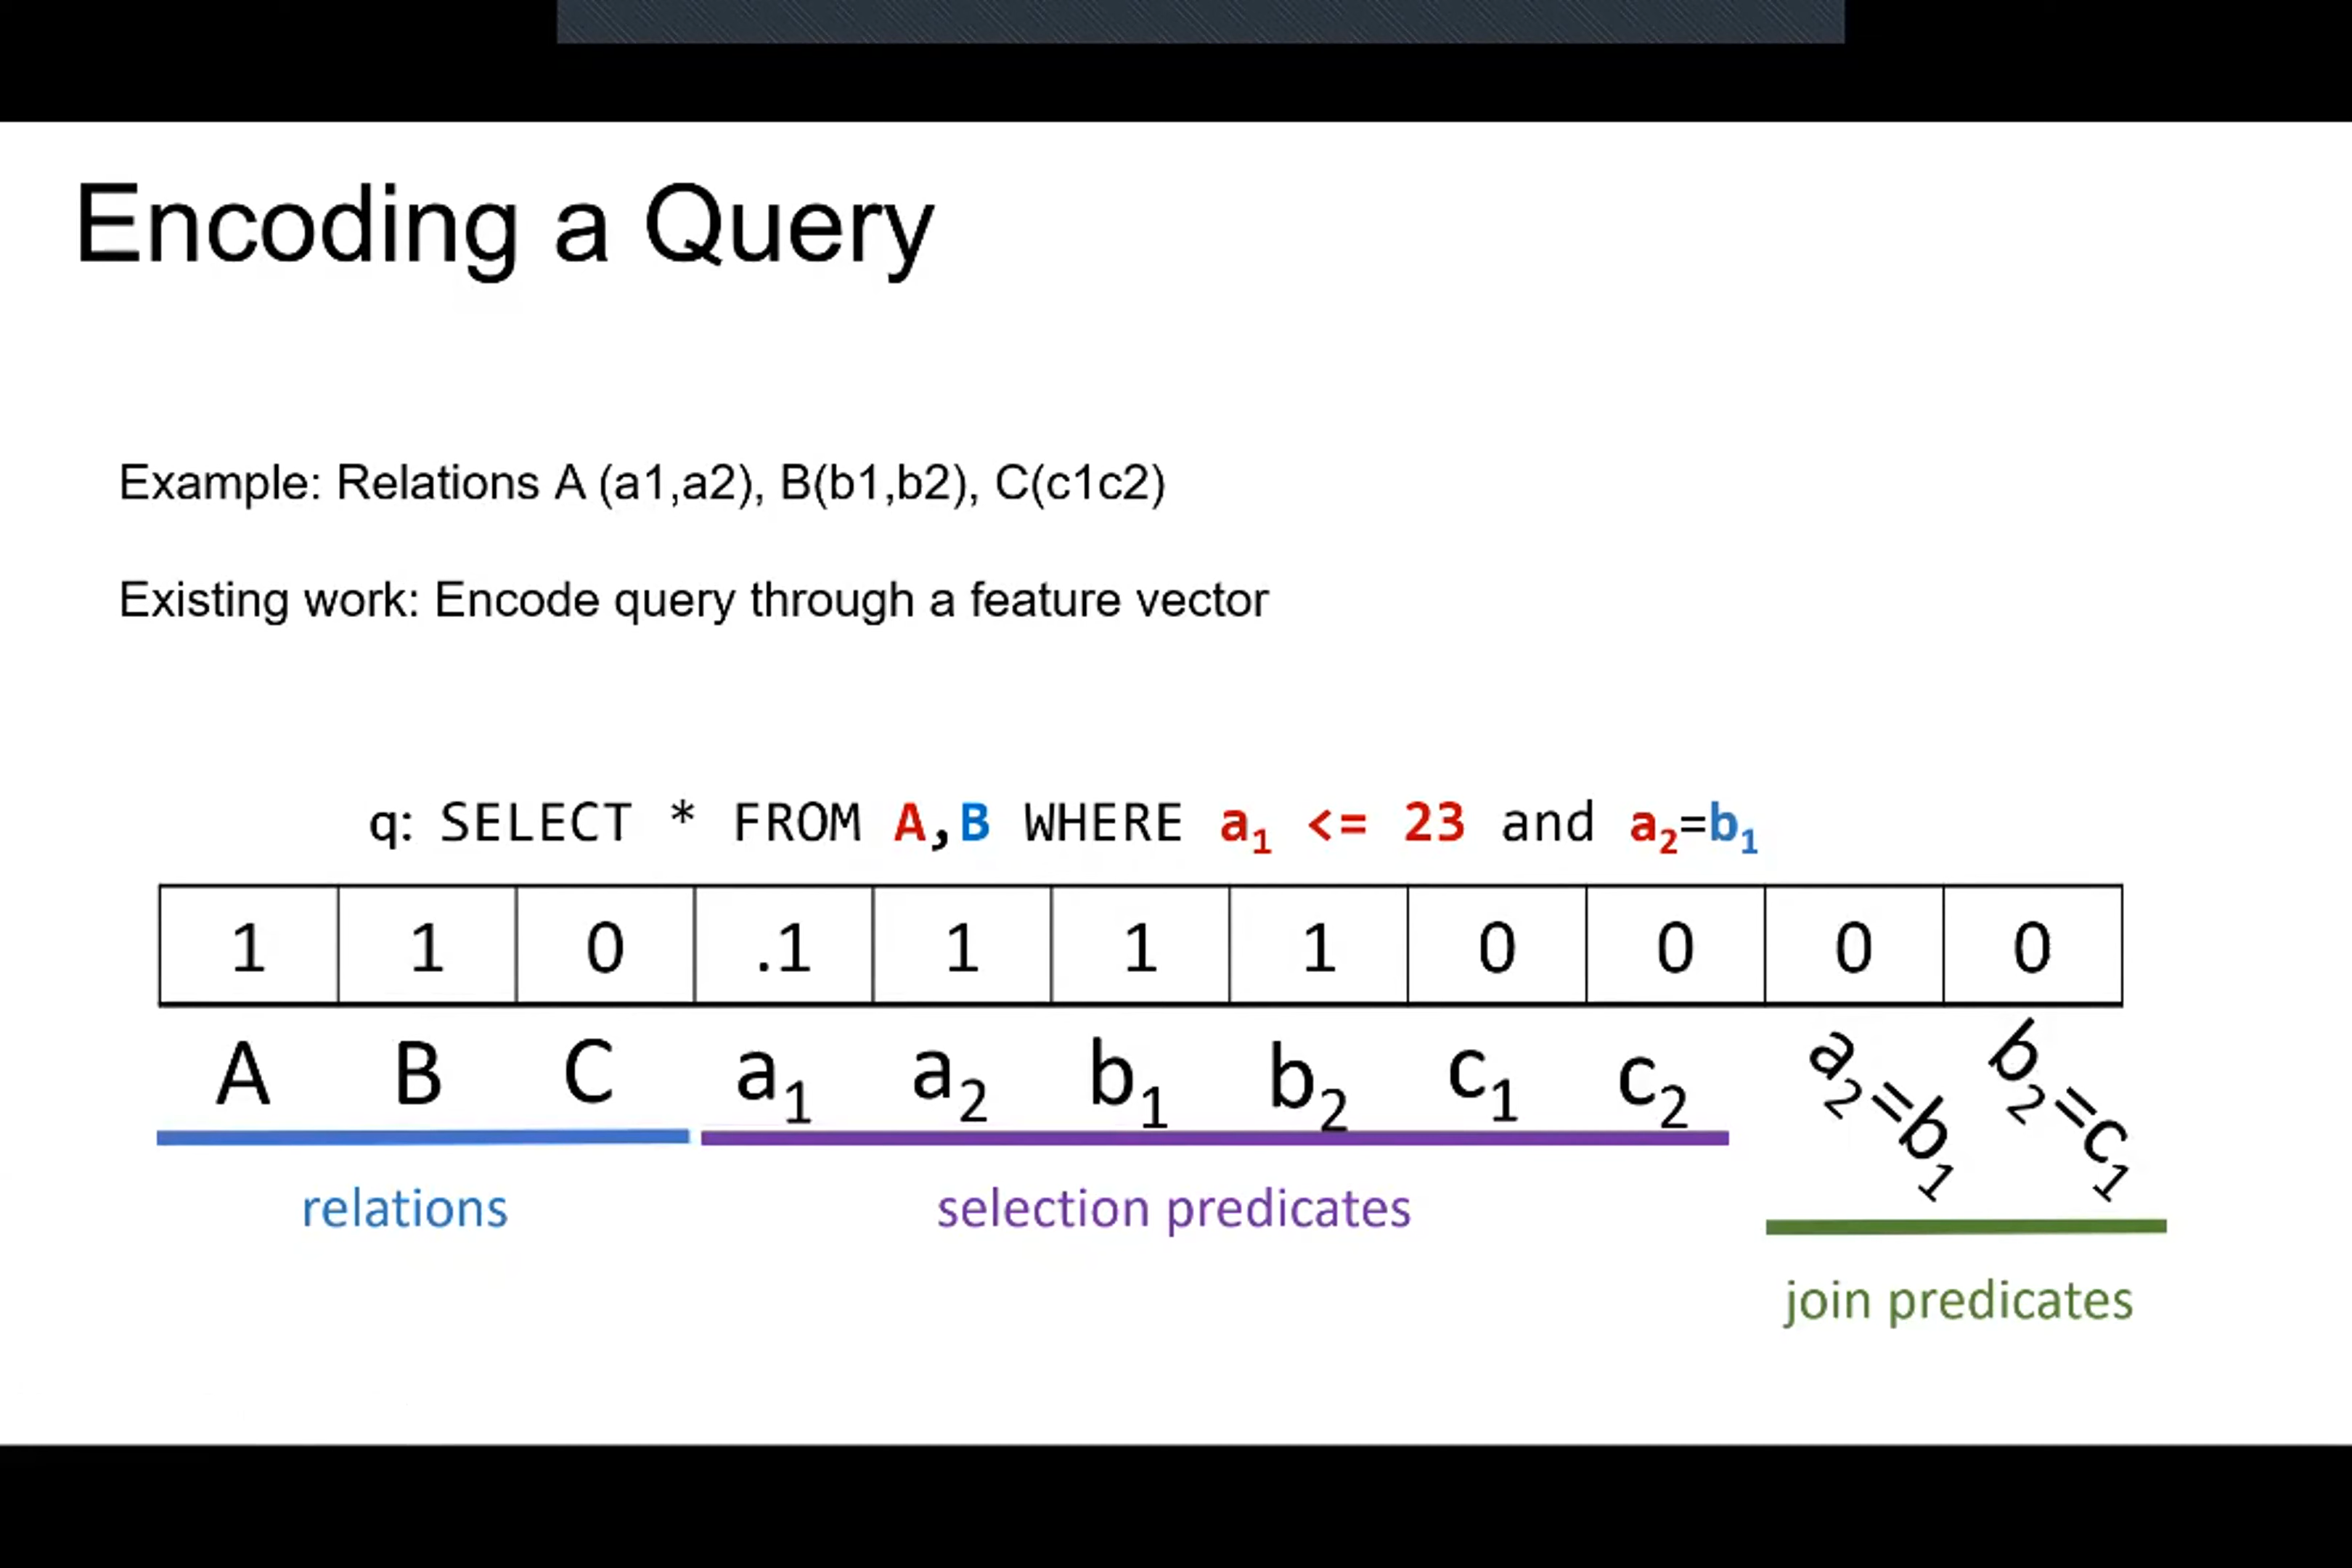 Encoding a Query
Example: Relations A (a1,a2), B(b1,b2), C(c1c2)
Existing work: Encode query through a feature vector
q: SELECT * FROM A,B WHERE a₁ <= 23 and a₂=b₁
1 1 0 .1 1 1 1 0 0 0 0
A B C a₁ a₂ b₁ b₂ c₁ c₂ a₂=b₁ b₂=c₁
relations selection predicates
join predicates